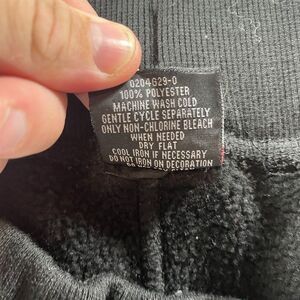 0204G29-0
100% POLYESTER
MACHINE WASH COLD
GENTLE CYCLE SEPARATELY
ONLY NON-CHLORINE BLEACH
WHEN NEEDED
DRY FLAT
COOL IRON IF NECESSARY
DO NOT IRON ON DECORATION